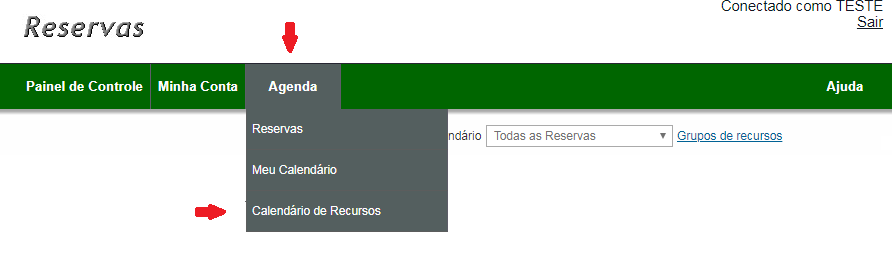 Conectado como TESTE
Reservas
Sair
Painel de Controle Minha Conta Agenda Ajuda
Reservas
ndário Todas as Reservas Grupos de recursos
Meu Calendário
Calendário de Recursos